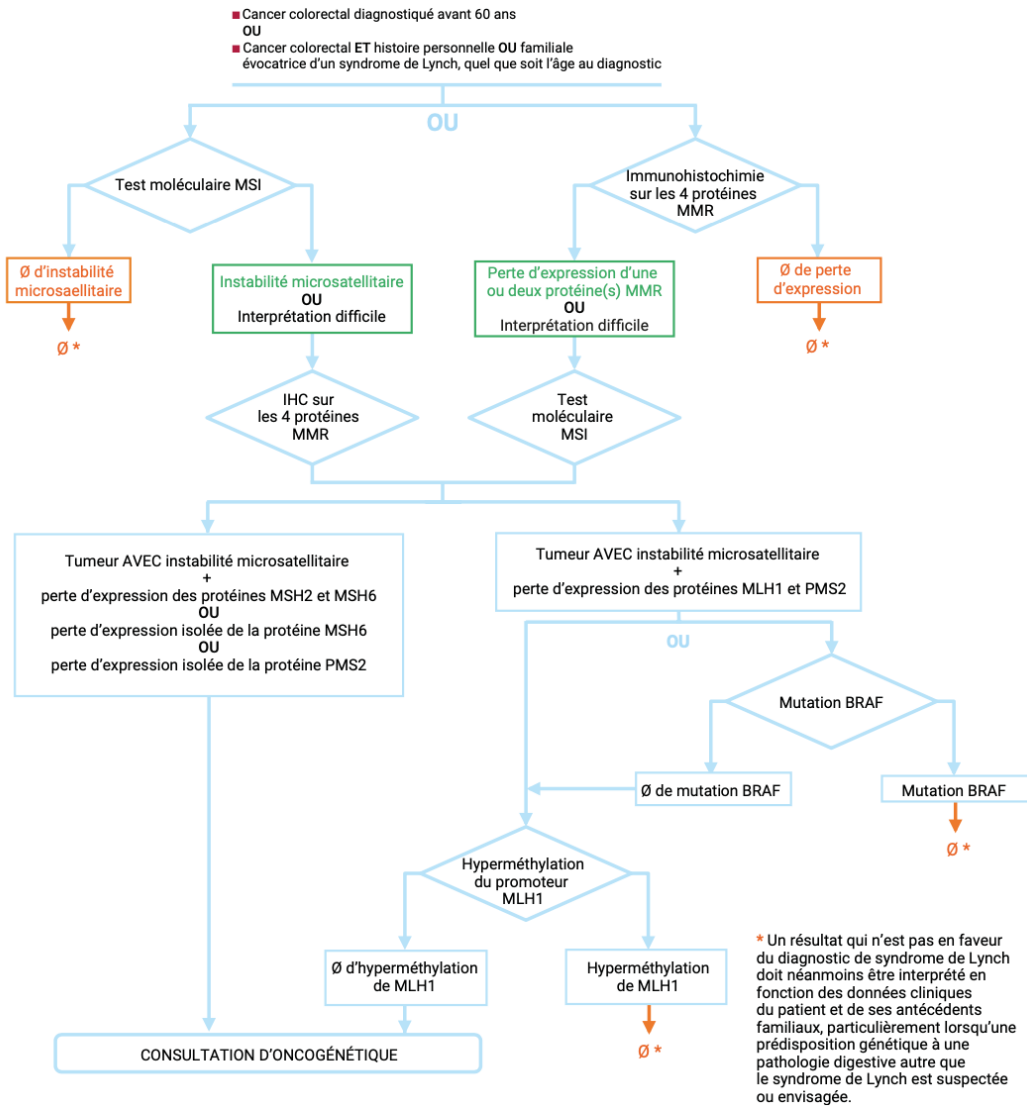 ■ Cancer colorectal diagnostiqué avant 60 ans
OU
■ Cancer colorectal ET histoire personnelle OU familiale
évocatrice d'un syndrome de Lynch, quel que soit l'âge au diagnostic
OU
Test moléculaire MSI
Immunohistochimie
sur les 4 protéines
MMR
Ø d'instabilité
microsaellitaire
Instabilité microsatellitaire
OU
Interprétation difficile
Perte d'expression d'une
ou deux protéine(s) MMR
OU
Interprétation difficile
Ø de perte
d'expression
Ø *
Ø *
IHC sur
les 4 protéines
MMR
Test
moléculaire
MSI
Tumeur AVEC instabilité microsatellitaire
+
perte d'expression des protéines MSH2 et MSH6
OU
perte d'expression isolée de la protéine MSH6
OU
perte d'expression isolée de la protéine PMS2
Tumeur AVEC instabilité microsatellitaire
+
perte d'expression des protéines MLH1 et PMS2
OU
Mutation BRAF
Ø de mutation BRAF
Mutation BRAF
Ø *
Hyperméthylation
du promoteur
MLH1
Ø d'hyperméthylation
de MLH1
Hyperméthylation
de MLH1
Ø *
CONSULTATION D'ONCOGÉNÉTIQUE
* Un résultat qui n'est pas en faveur
du diagnostic de syndrome de Lynch
doit néanmoins être interprété en
fonction des données cliniques
du patient et de ses antécédents
familiaux, particulièrement lorsqu'une
prédisposition génétique à une
pathologie digestive autre que
le syndrome de Lynch est suspectée
ou envisagée.